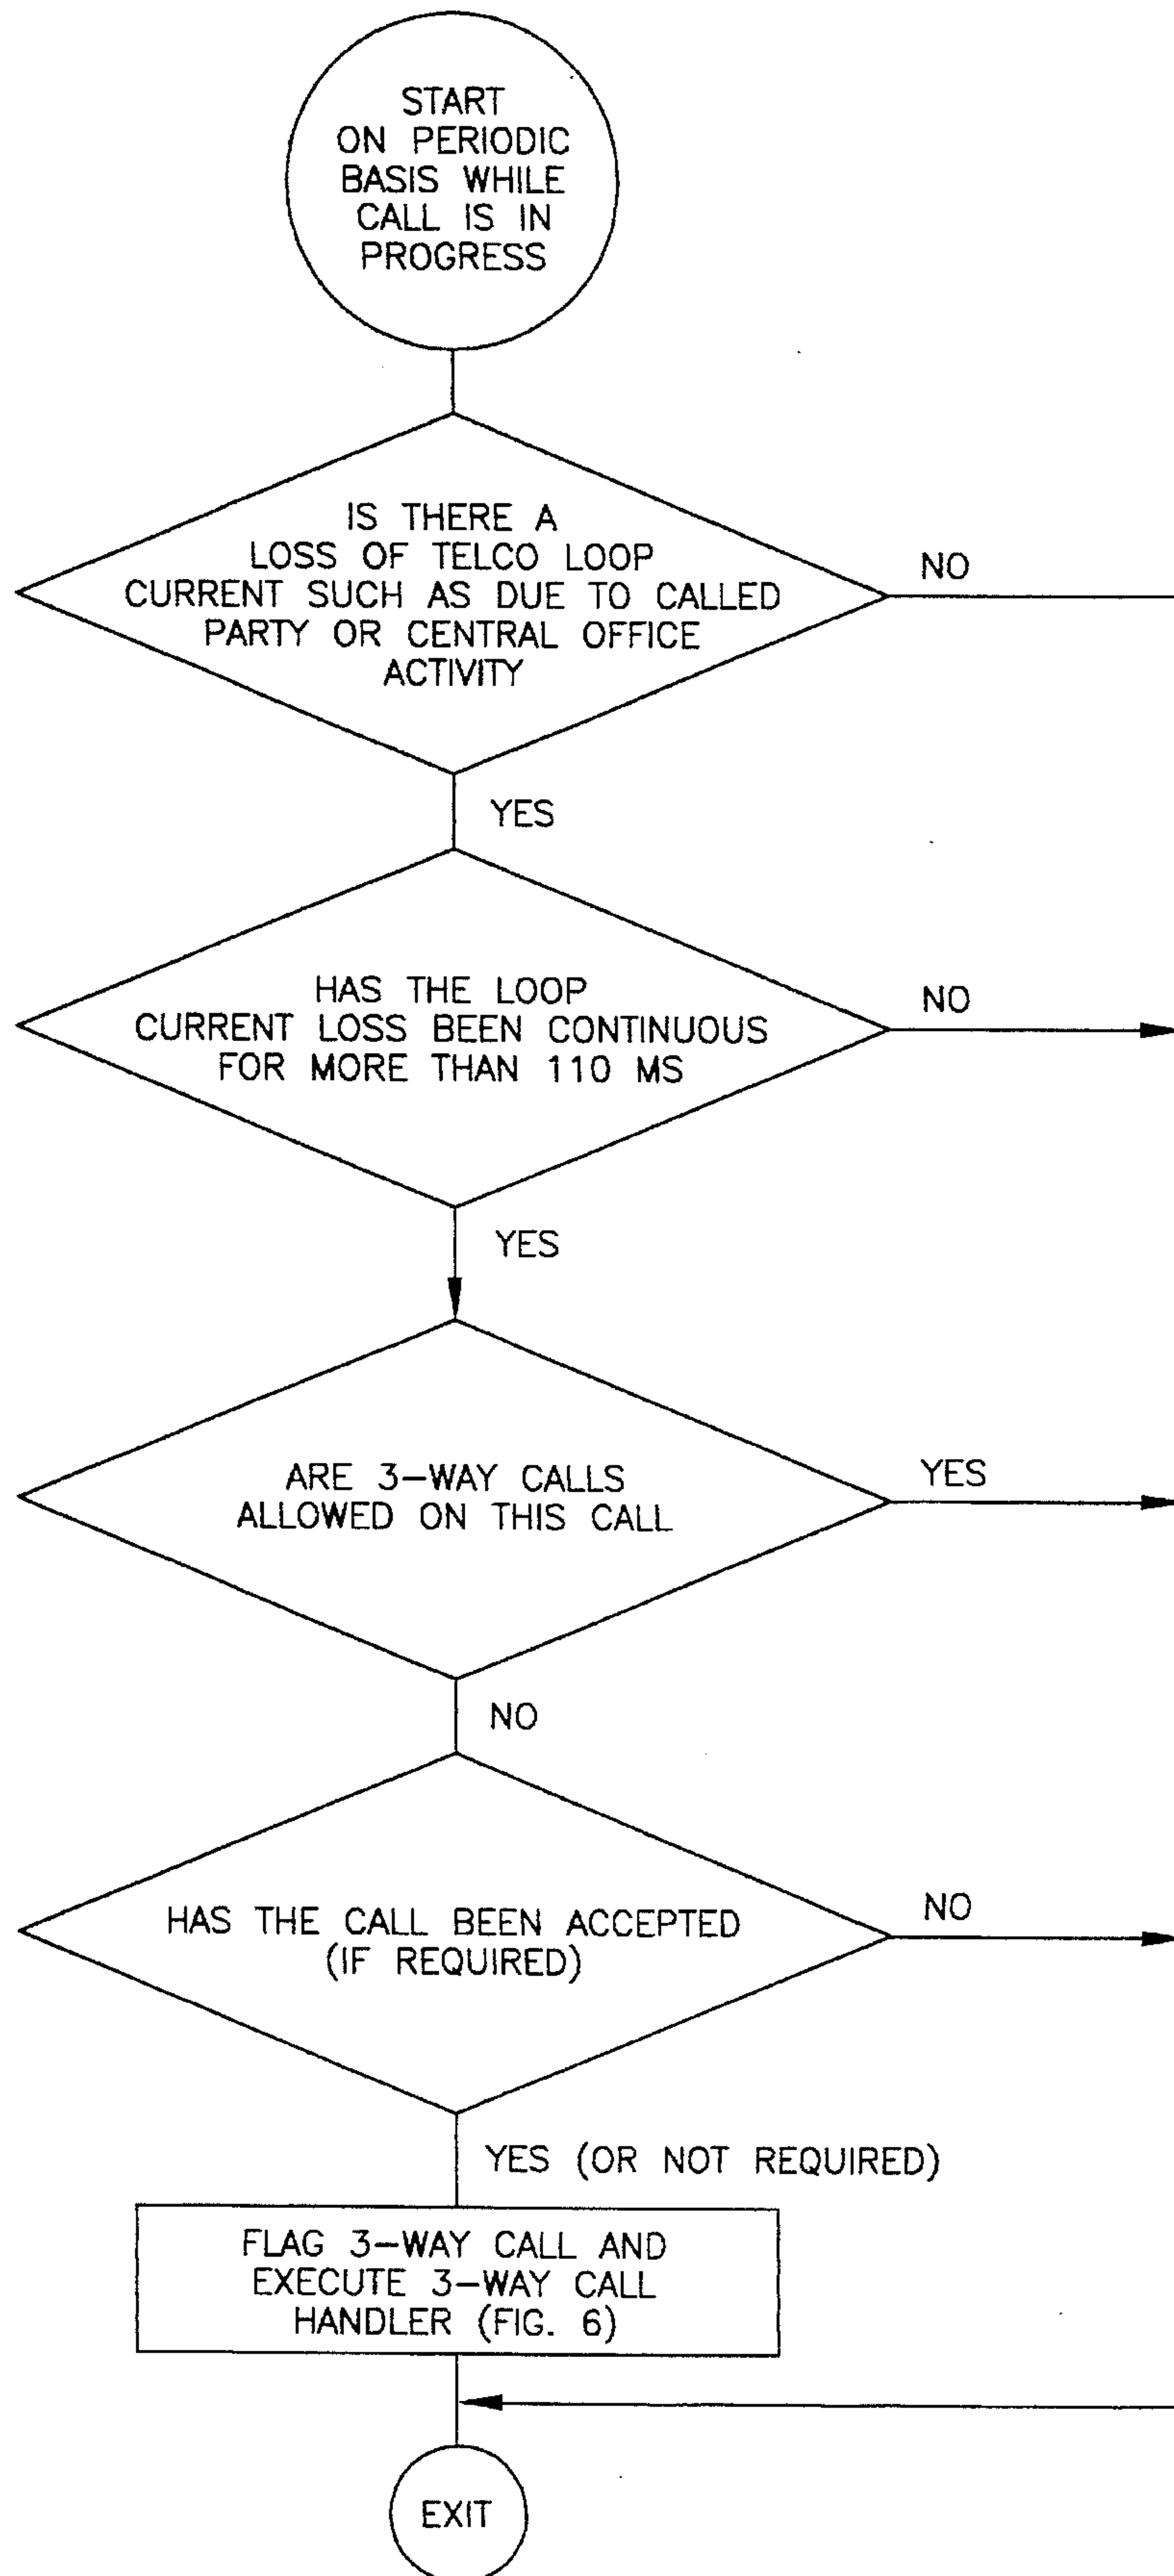 START
ON PERIODIC
BASIS WHILE
CALL IS IN
PROGRESS
IS THERE A
LOSS OF TELCO LOOP
CURRENT SUCH AS DUE TO CALLED
PARTY OR CENTRAL OFFICE
ACTIVITY
NO
YES
HAS THE LOOP
CURRENT LOSS BEEN CONTINUOUS
FOR MORE THAN 110 MS
NO
YES
ARE 3-WAY CALLS
ALLOWED ON THIS CALL
YES
NO
HAS THE CALL BEEN ACCEPTED
(IF REQUIRED)
NO
YES (OR NOT REQUIRED)
FLAG 3-WAY CALL AND
EXECUTE 3-WAY CALL
HANDLER (FIG. 6)
EXIT